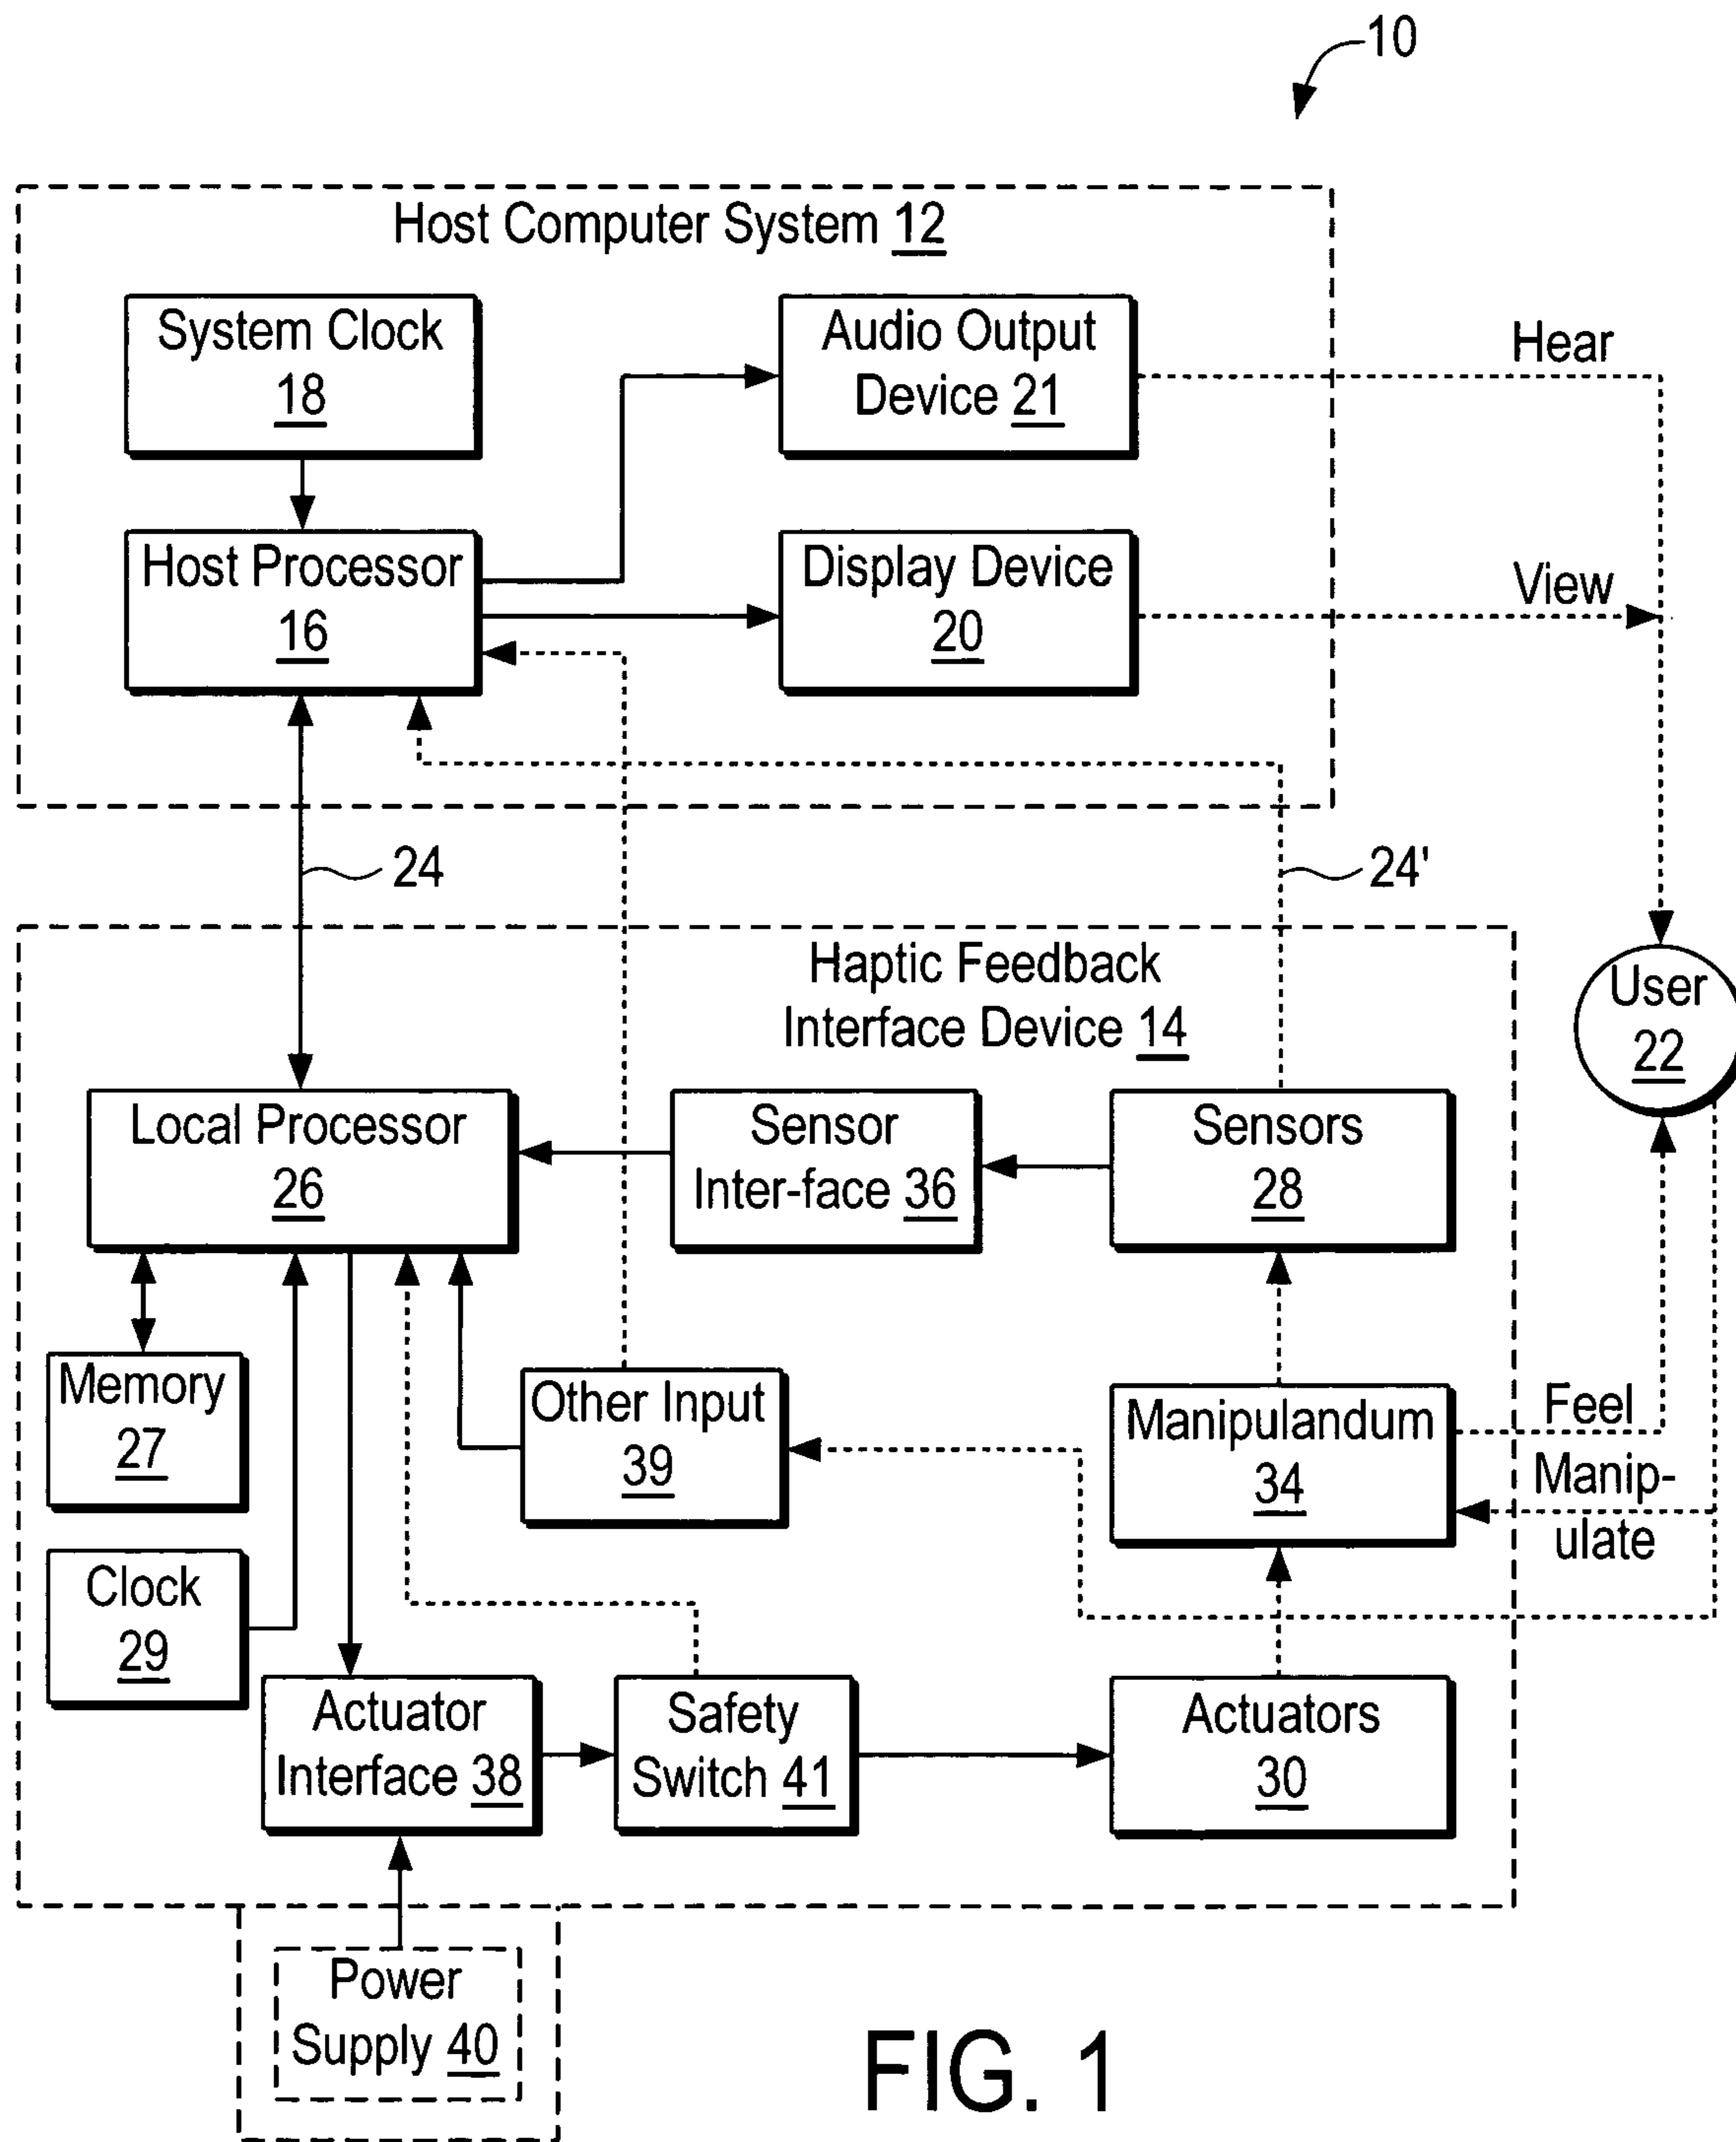 10
Host Computer System 12
System Clock
18
Audio Output
Device 21
Hear
Host Processor
16
Display Device
20
View
24
24'
Haptic Feedback
Interface Device 14
User
22
Local Processor
26
Sensor
Inter-face 36
Sensors
28
Memory
27
Other Input
39
Manipulandum
34
Feel
Manip-
ulate
Clock
29
Actuator
Interface 38
Safety
Switch 41
Actuators
30
Power
Supply 40
FIG. 1